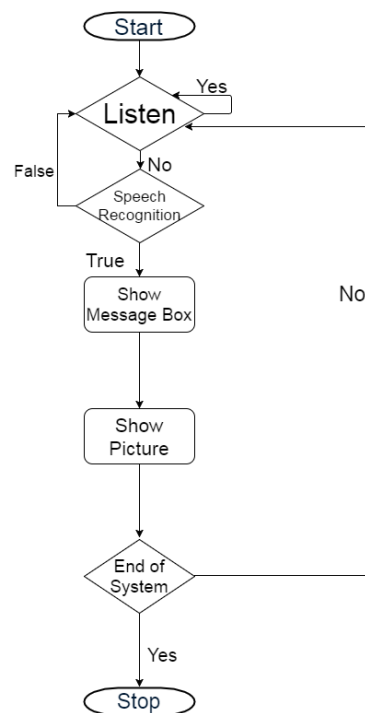 Start
Yes
Listen
No
False
Speech
Recognition
True
Show
Message Box
No
Show
Picture
End of
System
Yes
Stop